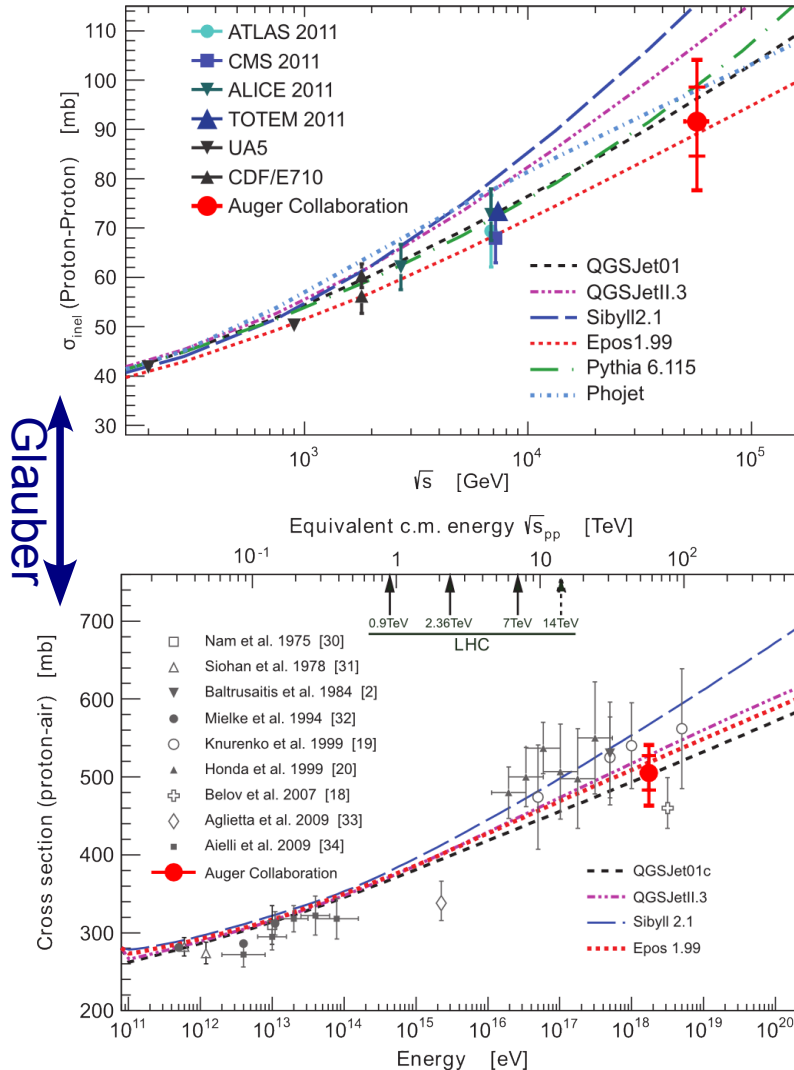 110
100
90
80
70
60
50
40
30
σinel (Proton-Proton) [mb]
ATLAS 2011
CMS 2011
ALICE 2011
TOTEM 2011
UA5
CDF/E710
Auger Collaboration
QGSJet01
QGSJetII.3
Sibyll2.1
Epos1.99
Pythia 6.115
Phojet
10³ 10⁴ 10⁵
√s [GeV]
Glauber
Equivalent c.m. energy √spp [TeV]
10⁻¹ 1 10 10²
0.9TeV 2.36TeV 7TeV 14TeV
LHC
700
600
500
400
300
200
Cross section (proton-air) [mb]
Nam et al. 1975 [30]
Siohan et al. 1978 [31]
Baltrusaitis et al. 1984 [2]
Mielke et al. 1994 [32]
Knurenko et al. 1999 [19]
Honda et al. 1999 [20]
Belov et al. 2007 [18]
Aglietta et al. 2009 [33]
Aielli et al. 2009 [34]
Auger Collaboration
QGSJet01c
QGSJetII.3
Sibyll 2.1
Epos 1.99
10¹¹ 10¹² 10¹³ 10¹⁴ 10¹⁵ 10¹⁶ 10¹⁷ 10¹⁸ 10¹⁹ 10²⁰
Energy [eV]